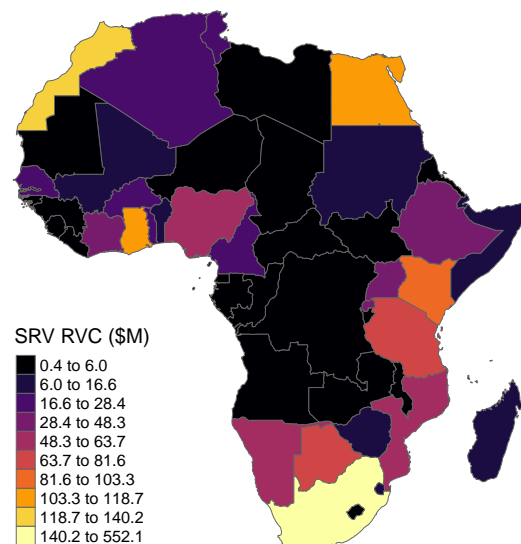 SRV RVC ($M)
0.4 to 6.0
6.0 to 16.6
16.6 to 28.4
28.4 to 48.3
48.3 to 63.7
63.7 to 81.6
81.6 to 103.3
103.3 to 118.7
118.7 to 140.2
140.2 to 552.1